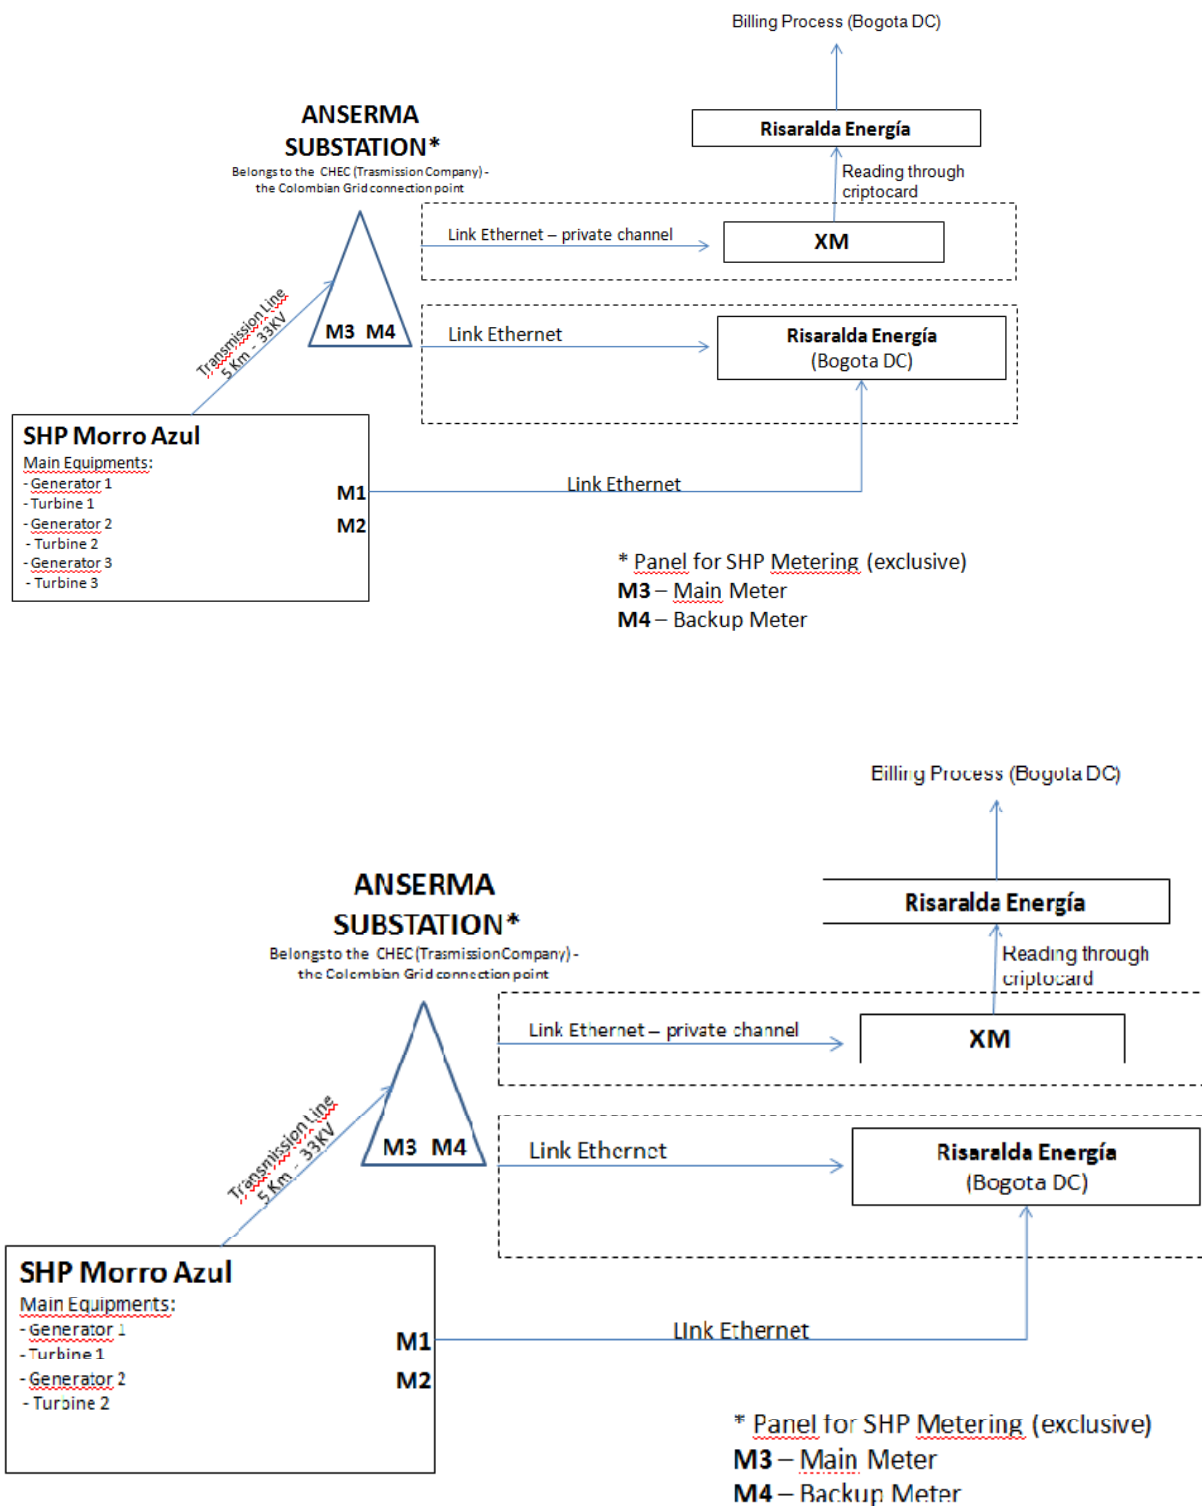 Billing Process (Bogota DC)
Risaralda Energía
Reading through
criptocard
ANSERMA
SUBSTATION*
Belongs to the CHEC (Trasmission Company) -
the Colombian Grid connection point
Link Ethernet – private channel
XM
Transmission Line
5 Km - 33KV
M3 M4
Link Ethernet
Risaralda Energía
(Bogota DC)
SHP Morro Azul
Main Equipments:
- Generator 1
- Turbine 1
- Generator 2
- Turbine 2
- Generator 3
- Turbine 3
M1
M2
Link Ethernet
* Panel for SHP Metering (exclusive)
M3 – Main Meter
M4 – Backup Meter
Billing Process (Bogota DC)
Risaralda Energía
Reading through
criptocard
ANSERMA
SUBSTATION*
Belongs to the CHEC (Trasmission Company) -
the Colombian Grid connection point
Link Ethernet – private channel
XM
Transmission Line
5 Km - 33KV
M3 M4
Link Ethernet
Risaralda Energía
(Bogota DC)
SHP Morro Azul
Main Equipments:
- Generator 1
- Turbine 1
- Generator 2
- Turbine 2
M1
M2
Link Ethernet
* Panel for SHP Metering (exclusive)
M3 – Main Meter
M4 – Backup Meter